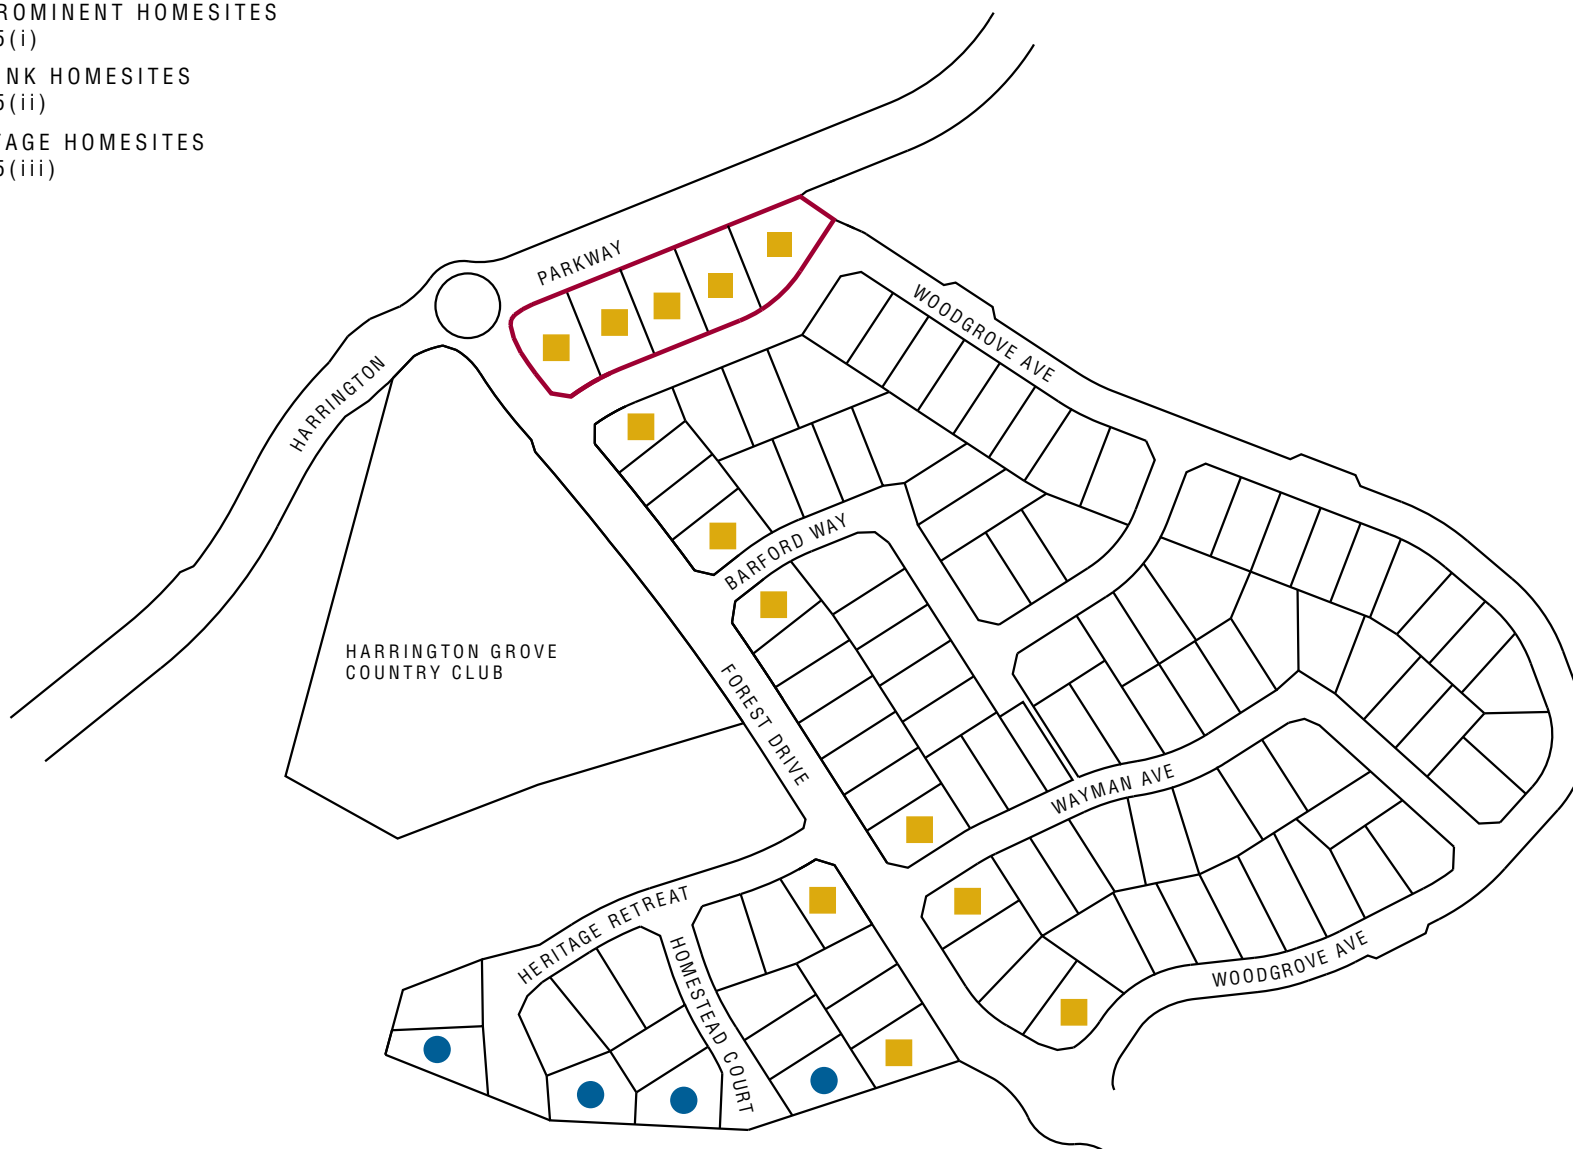 ROMINENT HOMESITES
5(i)
NK HOMESITES
5(ii)
TAGE HOMESITES
5(iii)
PARKWAY
WOODGROVE AVE
HARRINGTON
BARFORD WAY
HARRINGTON GROVE
COUNTRY CLUB
FOREST DRIVE
WAYMAN AVE
HERITAGE RETREAT
HOMESTEAD COURT
WOODGROVE AVE